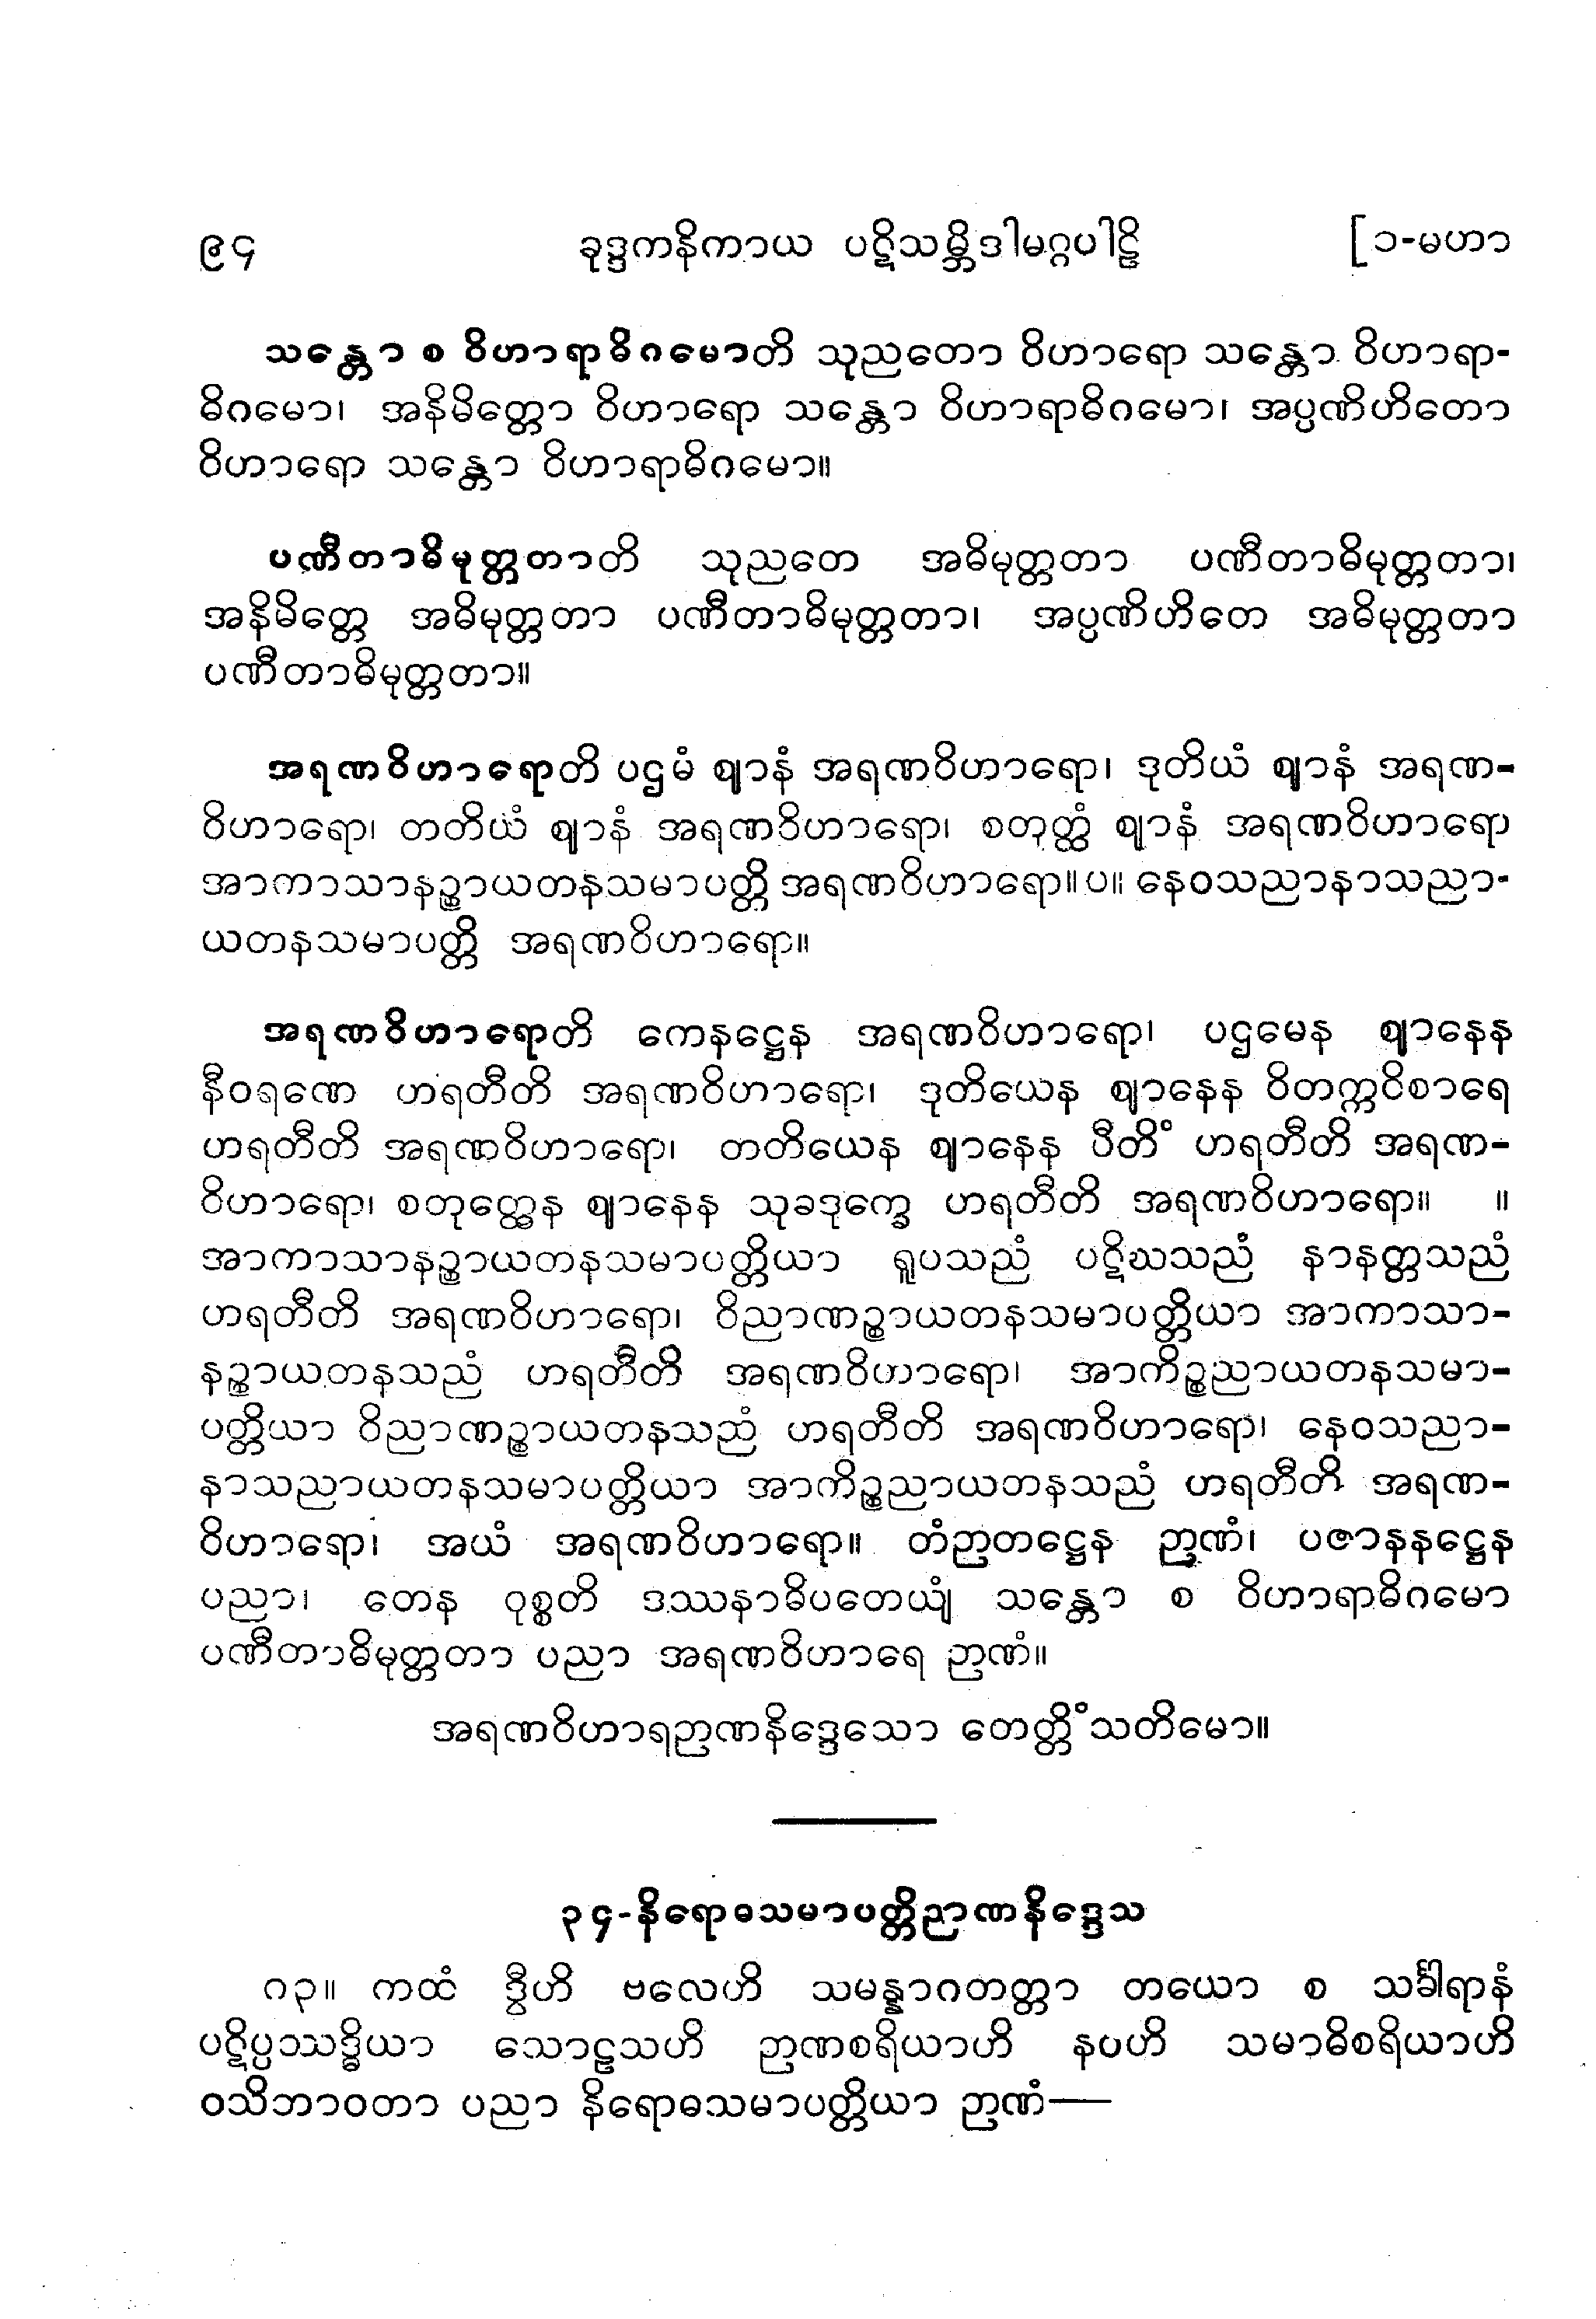 ၉၄ ခုဒ္ဒကနိကာယ ပဋိသမ္ဘိဒါမဂ္ဂပါဠိ [ ၁-မဟာ
သန္တော စ ဝိဟာရာဓိဂမောတိ သုညတော ဝိဟာရော သန္တော ဝိဟာရာ-
ဓိဂမော၊ အနိမိတ္တော ဝိဟာရော သန္တော ဝိဟာရာဓိဂမော၊ အပ္ပဏိဟိတော
ဝိဟာရော သန္တော ဝိဟာရာဓိဂမော။
ပဏီတာဓိမုတ္တတာတိ သုညတေ အဓိမုတ္တတာ ပဏီတာဓိမုတ္တတာ၊
အနိမိတ္တေ အဓိမုတ္တတာ ပဏီတာဓိမုတ္တတာ၊ အပ္ပဏိဟိတေ အဓိမုတ္တတာ
ပဏီတာဓိမုတ္တတာ။
အရဏဝိဟာရောတိ ပဌမံ ဈာနံ အရဏဝိဟာရော၊ ဒုတိယံ ဈာနံ အရဏ-
ဝိဟာရော၊ တတိယံ ဈာနံ အရဏဝိဟာရော၊ စတုတ္ထံ ဈာနံ အရဏဝိဟာရော
အာကာသာနဉ္စာယတနသမာပတ္တိ အရဏဝိဟာရော။ ပ။ နေဝသညာနာသညာ-
ယတနသမာပတ္တိ အရဏဝိဟာရော။
အရဏဝိဟာရောတိ ကေနဋ္ဌေန အရဏဝိဟာရော၊ ပဌမေန ဈာနေန
နီဝရဏေ ဟရတီတိ အရဏဝိဟာရော၊ ဒုတိယေန ဈာနေန ဝိတက္ကဝိစာရေ
ဟရတီတိ အရဏဝိဟာရော၊ တတိယေန ဈာနေန ပီတိံ ဟရတီတိ အရဏ-
ဝိဟာရော၊ စတုတ္ထေန ဈာနေန သုခဒုက္ခေ ဟရတီတိ အရဏဝိဟာရော။ ။
အာကာသာနဉ္စာယတနသမာပတ္တိယာ ရူပသညံ ပဋိဃသညံ နာနတ္တသညံ
ဟရတီတိ အရဏဝိဟာရော၊ ဝိညာဏဉ္စာယတနသမာပတ္တိယာ အာကာသာ-
နဉ္စာယတနသညံ ဟရတီတိ အရဏဝိဟာရော၊ အာကိဉ္စညာယတနသမာ-
ပတ္တိယာ ဝိညာဏဉ္စာယတနသညံ ဟရတီတိ အရဏဝိဟာရော၊ နေဝသညာ-
နာသညာယတနသမာပတ္တိယာ အာကိဉ္စညာယတနသညံ ဟရတီတိ အရဏ-
ဝိဟာရော၊ အယံ အရဏဝိဟာရော။ တံဉာတဋ္ဌေန ဉာဏံ၊ ပဇာနနဋ္ဌေန
ပညာ၊ တေန ဝုစ္စတိ ဒဿနာဓိပတေယျံ သန္တော စ ဝိဟာရာဓိဂမော
ပဏီတာဓိမုတ္တတာ ပညာ အရဏဝိဟာရေ ဉာဏံ။
အရဏဝိဟာရဉာဏနိဒ္ဒေသော တေတ္တိံသတိမော။
၃၄-နိရောဓသမာပတ္တိဉာဏနိဒ္ဒေသ
၈၃။ ကထံ ဒွီဟိ ဗလေဟိ သမန္နာဂတတ္တာ တယော စ သင်္ခါရာနံ
ပဋိပ္ပဿဒ္ဓိယာ သောဠသဟိ ဉာဏစရိယာဟိ နဝဟိ သမာဓိစရိယာဟိ
ဝသိဘာဝတာ ပညာ နိရောဓသမာပတ္တိယာ ဉာဏံ—